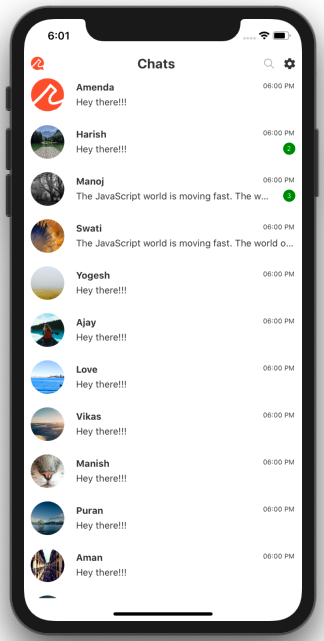 6:01
Chats
Amenda 06:00 PM
Hey there!!!
Harish 06:00 PM
Hey there!!! 2
Manoj 06:00 PM
The JavaScript world is moving fast. The w... 3
Swati 06:00 PM
The JavaScript world is moving fast. The world o...
Yogesh 06:00 PM
Hey there!!!
Ajay 06:00 PM
Hey there!!!
Love 06:00 PM
Hey there!!!
Vikas 06:00 PM
Hey there!!!
Manish 06:00 PM
Hey there!!!
Puran 06:00 PM
Hey there!!!
Aman 06:00 PM
Hey there!!!